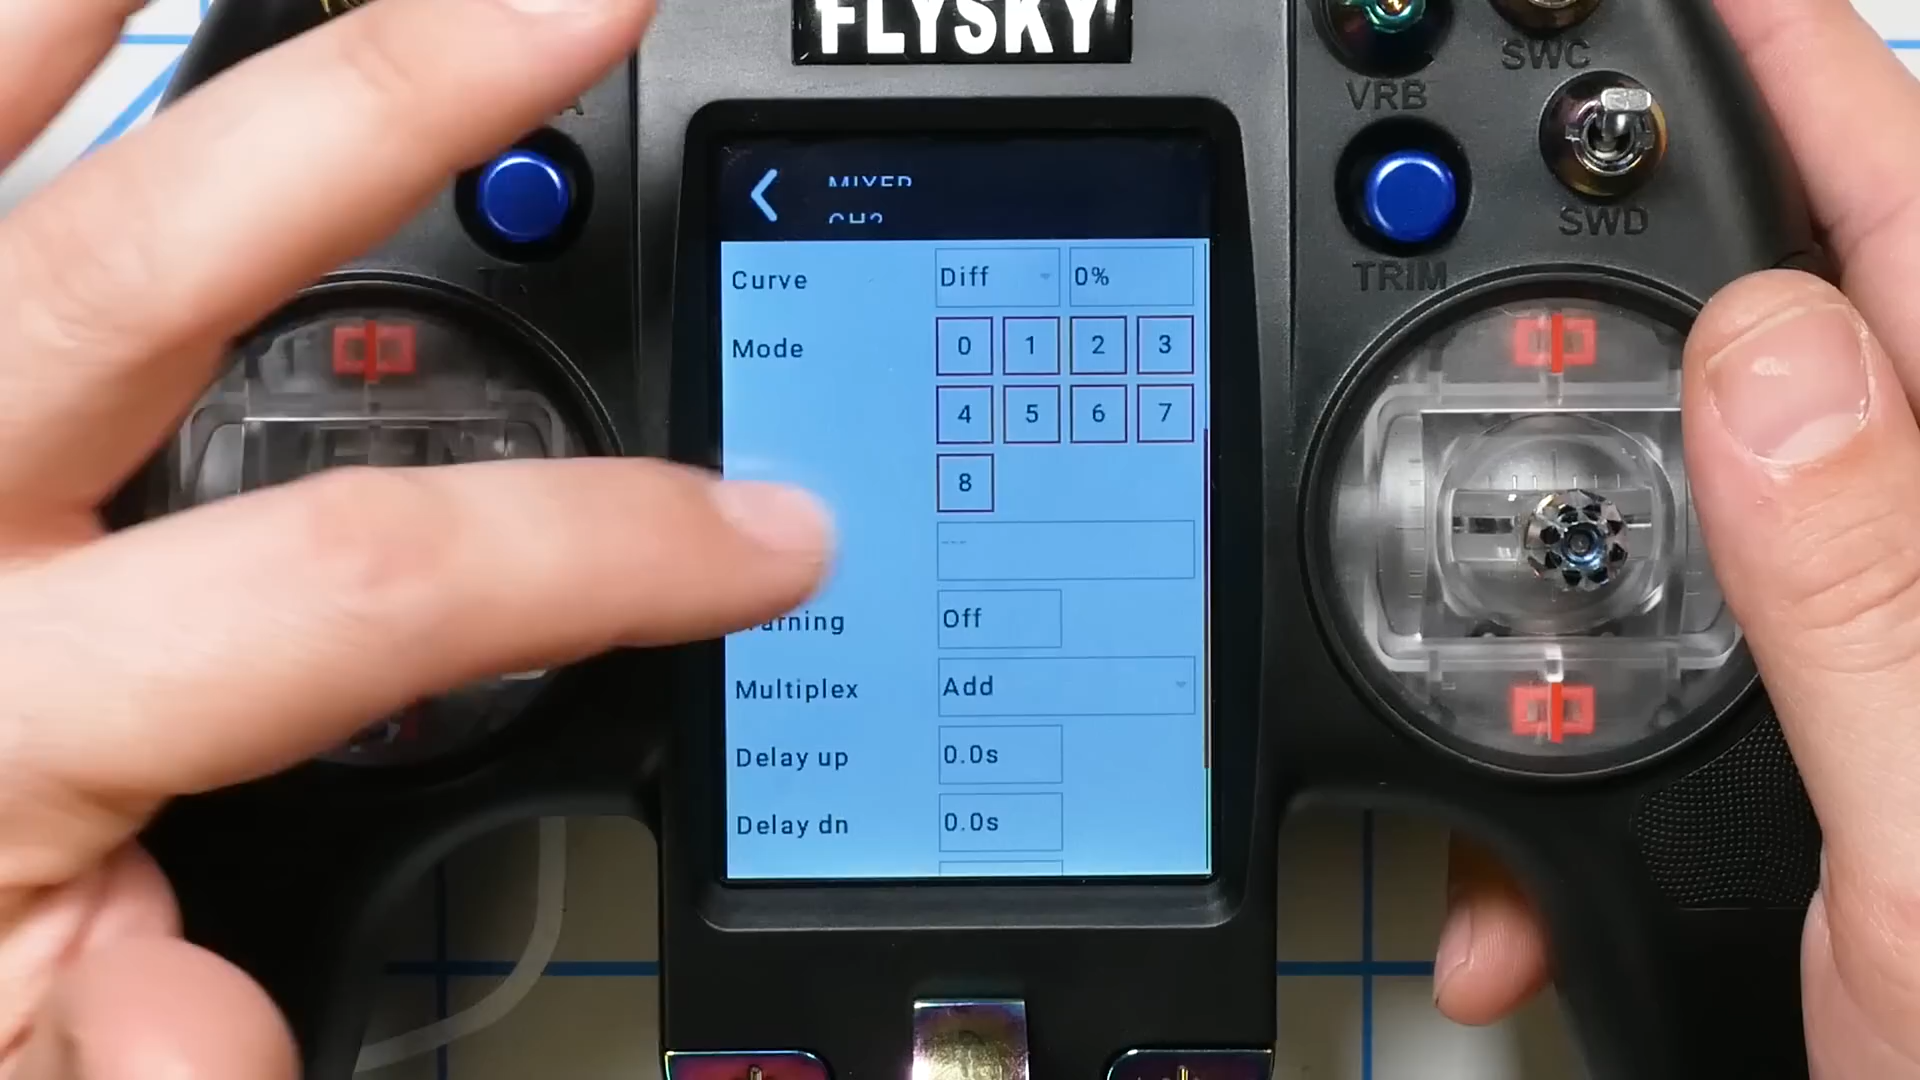 FLYSKY
SWC
VRB
SWD
TRIM
MIXER
Curve Diff 0%
Mode 0 1 2 3
4 5 6 7
8
---
Off
Multiplex Add
Delay up 0.0s
Delay dn 0.0s